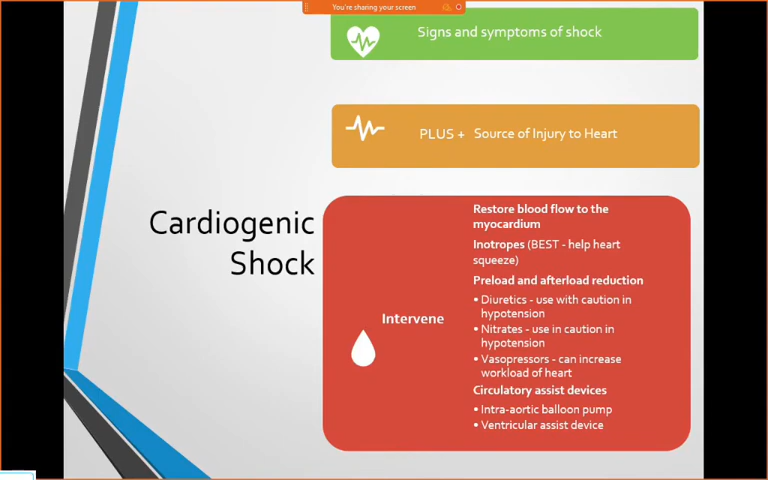 You're sharing your screen
Signs and symptoms of shock
PLUS + Source of Injury to Heart
Cardiogenic
Shock
Intervene
Restore blood flow to the
myocardium
Inotropes (BEST - help heart
squeeze)
Preload and afterload reduction
• Diuretics - use with caution in
hypotension
• Nitrates - use in caution in
hypotension
• Vasopressors - can increase
workload of heart
Circulatory assist devices
• Intra-aortic balloon pump
• Ventricular assist device